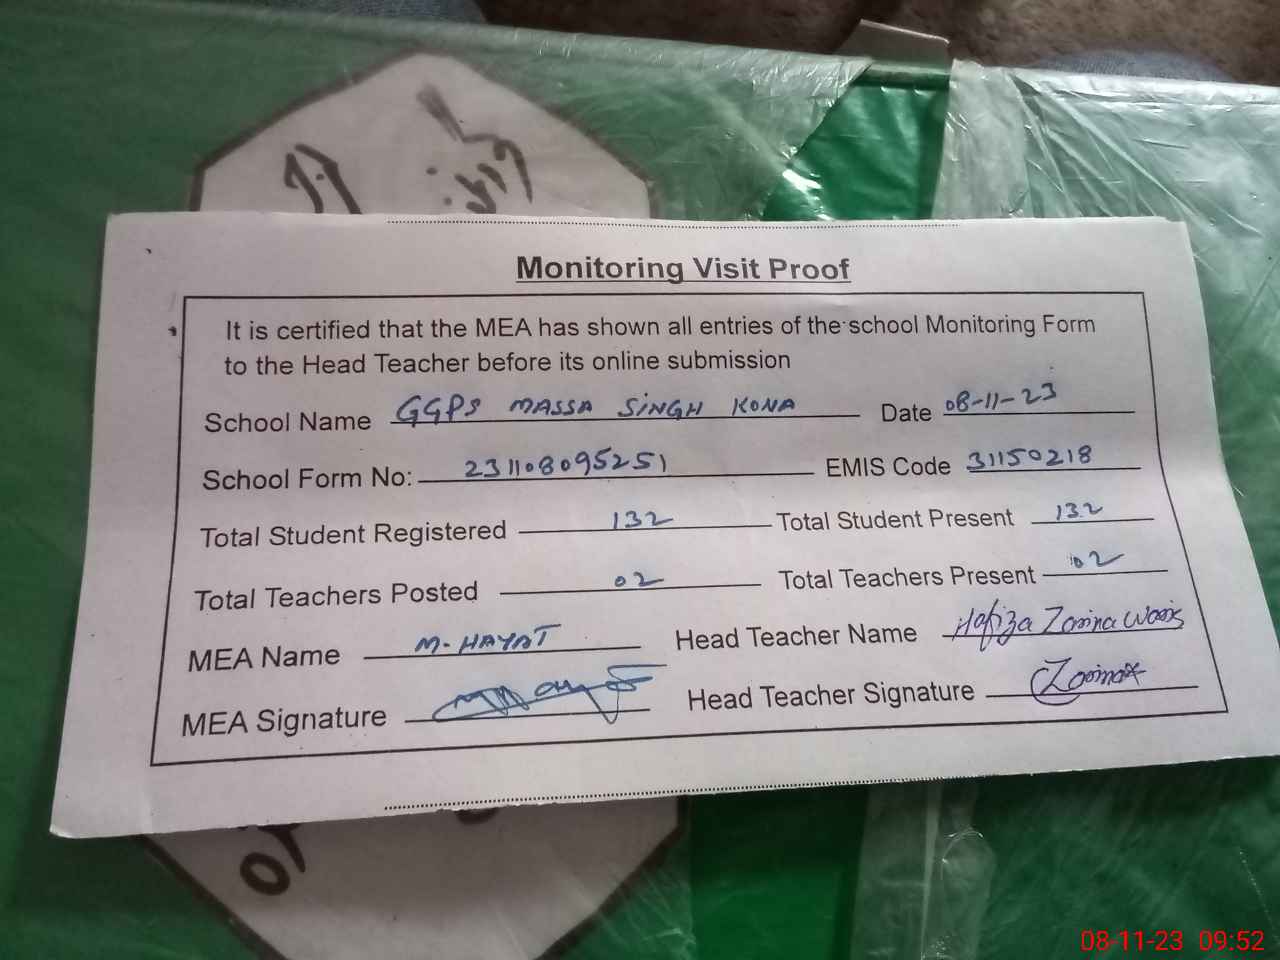 Monitoring Visit Proof
It is certified that the MEA has shown all entries of the school Monitoring Form
to the Head Teacher before its online submission
School Name GGPS MASSA SINGH KONA Date 08-11-23
School Form No: 231108095251 EMIS Code 31150218
Total Student Registered 132 Total Student Present 132
Total Teachers Posted 02 Total Teachers Present 02
MEA Name M. HAYAT Head Teacher Name Hafiza Zarina Waris
MEA Signature MHayat Head Teacher Signature Zarina
08-11-23 09:52